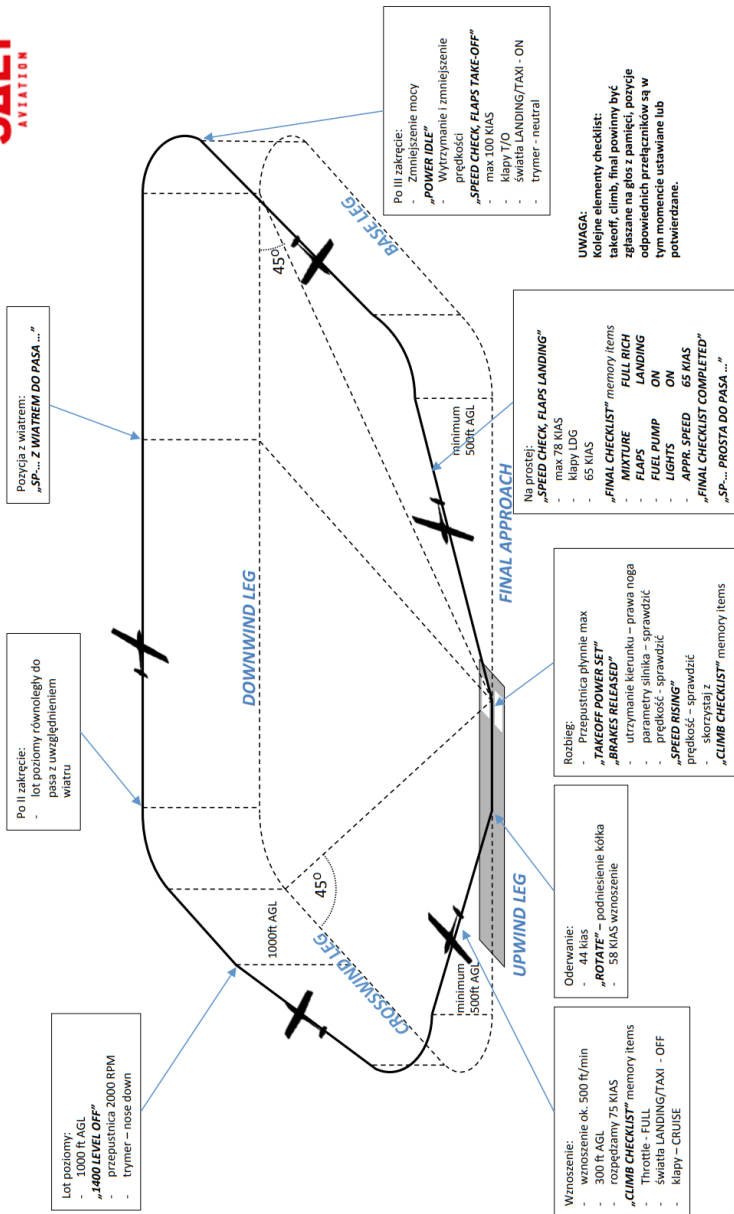 AVIATION
Lot poziomy:
- 1000 ft AGL
„1400 LEVEL OFF”
- przepustnica 2000 RPM
- trymer – nose down
Po II zakręcie:
- lot poziomy równoległy do
pasa z uwzględnieniem
wiatru
Pozycja z wiatrem:
„SP-... Z WIATREM DO PASA ...”
Po III zakręcie:
- Zmniejszenie mocy
„POWER IDLE”
- Wytrzymanie i zmniejszenie
prędkości
„SPEED CHECK, FLAPS TAKE-OFF”
- max 100 KIAS
- klapy T/O
- światła LANDING/TAXI - ON
- trymer - neutral
DOWNWIND LEG
BASE LEG
CROSSWIND LEG
UPWIND LEG
FINAL APPROACH
45O
45O
1000ft AGL
minimum
500ft AGL
minimum
500ft AGL
Wznoszenie:
- wznoszenie ok. 500 ft/min
- 300 ft AGL
- rozpędzamy 75 KIAS
„CLIMB CHECKLIST” memory items
- Throttle - FULL
- światła LANDING/TAXI - OFF
- klapy – CRUISE
Oderwanie:
- 44 kias
„ROTATE” – podniesienie kółka
- 58 KIAS wznoszenie
Rozbieg:
- Przepustnica płynnie max
„TAKEOFF POWER SET”
„BRAKES RELEASED”
- utrzymanie kierunku – prawa noga
- parametry silnika – sprawdzić
- prędkość - sprawdzić
„SPEED RISING”
- prędkość – sprawdzić
- skorzystaj z
„CLIMB CHECKLIST” memory items
Na prostej:
„SPEED CHECK, FLAPS LANDING”
- max 78 KIAS
- klapy LDG
- 65 KIAS
„FINAL CHECKLIST” memory items
- MIXTURE FULL RICH
- FLAPS LANDING
- FUEL PUMP ON
- LIGHTS ON
- APPR. SPEED 65 KIAS
„FINAL CHECKLIST COMPLETED”
„SP-... PROSTA DO PASA ...”
UWAGA:
Kolejne elementy checklist:
takeoff, climb, final powinny być
zgłaszane na głos z pamięci, pozycje
odpowiednich przełączników są w
tym momencie ustawiane lub
potwierdzane.